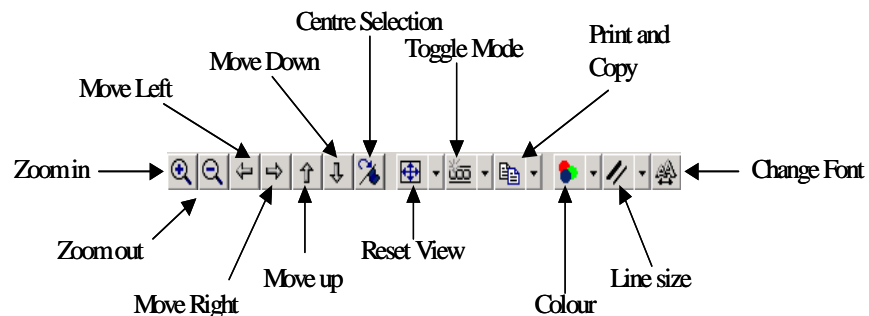 Centre Selection
Toggle Mode
Print and
Copy
Move Down
Move Left
Zoom in
Change Font
Zoom out
Reset View
Move up
Line size
Move Right
Colour